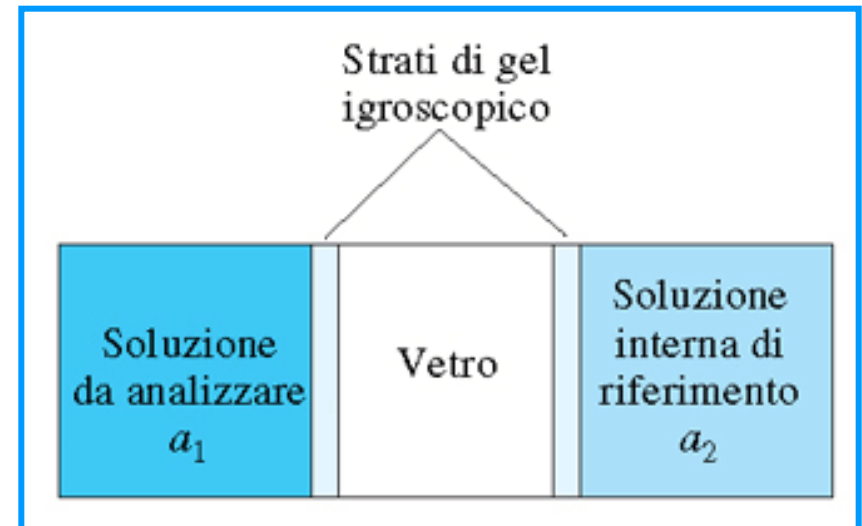 Strati di gel
igroscopico
Soluzione
da analizzare
a₁
Vetro
Soluzione
interna di
riferimento
a₂